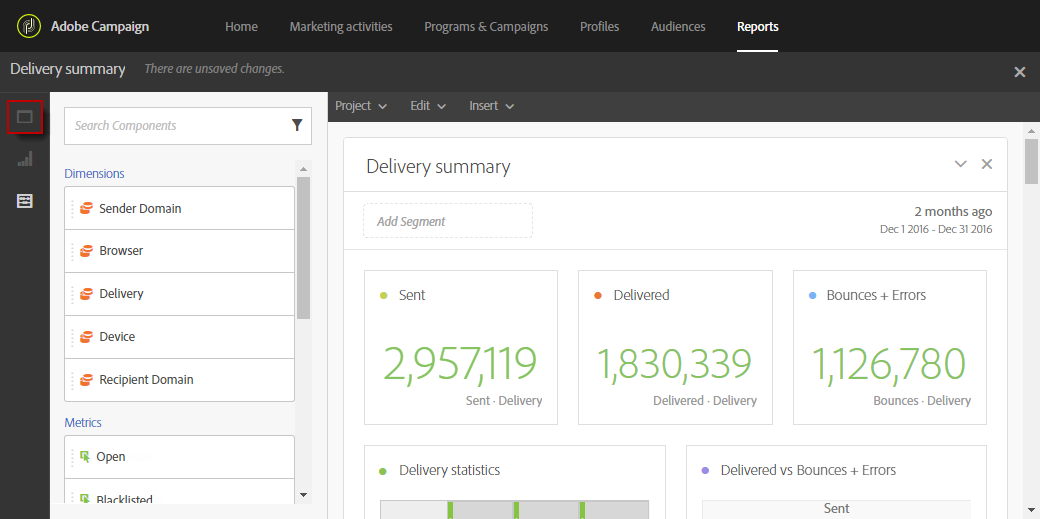 Adobe Campaign
Home
Marketing activities
Programs & Campaigns
Profiles
Audiences
Reports
Delivery summary
There are unsaved changes.
Search Components
Dimensions
Sender Domain
Browser
Delivery
Device
Recipient Domain
Metrics
Open
Blacklisted
Project
Edit
Insert
Delivery summary
Add Segment
2 months ago
Dec 1 2016 - Dec 31 2016
Sent
2,957,119
Sent · Delivery
Delivered
1,830,339
Delivered · Delivery
Bounces + Errors
1,126,780
Bounces · Delivery
Delivery statistics
Delivered vs Bounces + Errors
Sent